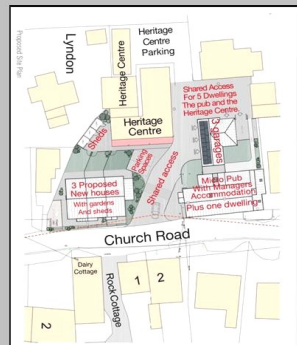 Proposed Site Plan
Lyndon
Heritage
Centre
Parking
Heritage Centre
Heritage
Centre
Shared Access
For 5 Dwellings
The pub and the
Heritage Centre
Sheds
3 garages
Parking
Spaces
Shared access
3 Proposed
New houses
With gardens
And sheds
Micro Pub
With Managers
Accommodation
Plus one dwelling
Church Road
Dairy
Cottage
Rock Cottage
1
2
2